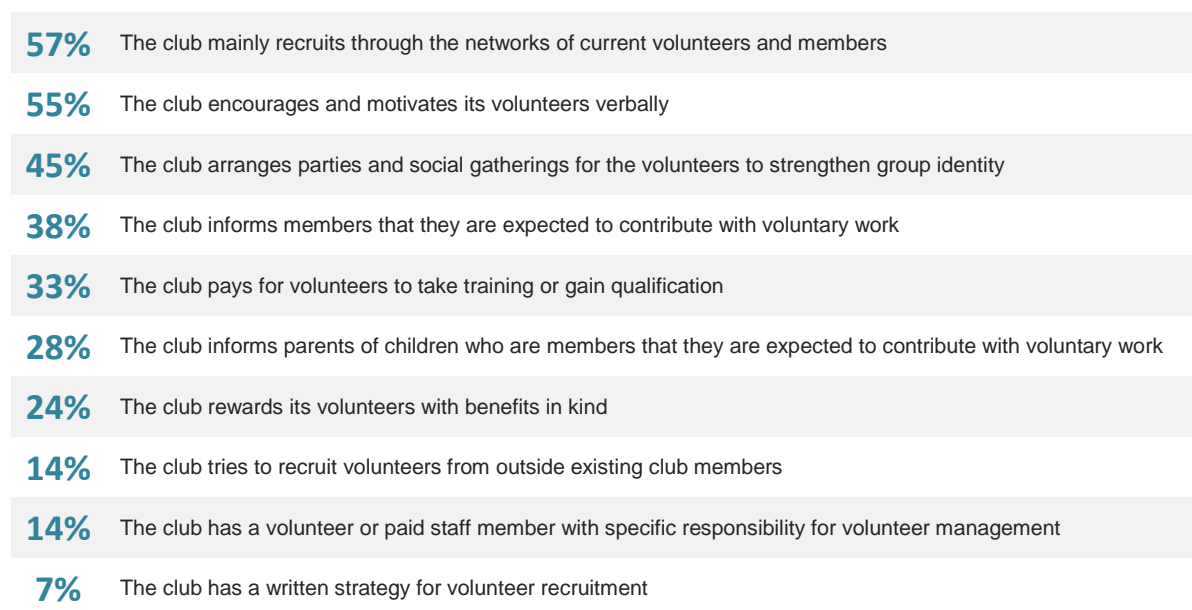 57% The club mainly recruits through the networks of current volunteers and members
55% The club encourages and motivates its volunteers verbally
45% The club arranges parties and social gatherings for the volunteers to strengthen group identity
38% The club informs members that they are expected to contribute with voluntary work
33% The club pays for volunteers to take training or gain qualification
28% The club informs parents of children who are members that they are expected to contribute with voluntary work
24% The club rewards its volunteers with benefits in kind
14% The club tries to recruit volunteers from outside existing club members
14% The club has a volunteer or paid staff member with specific responsibility for volunteer management
7% The club has a written strategy for volunteer recruitment